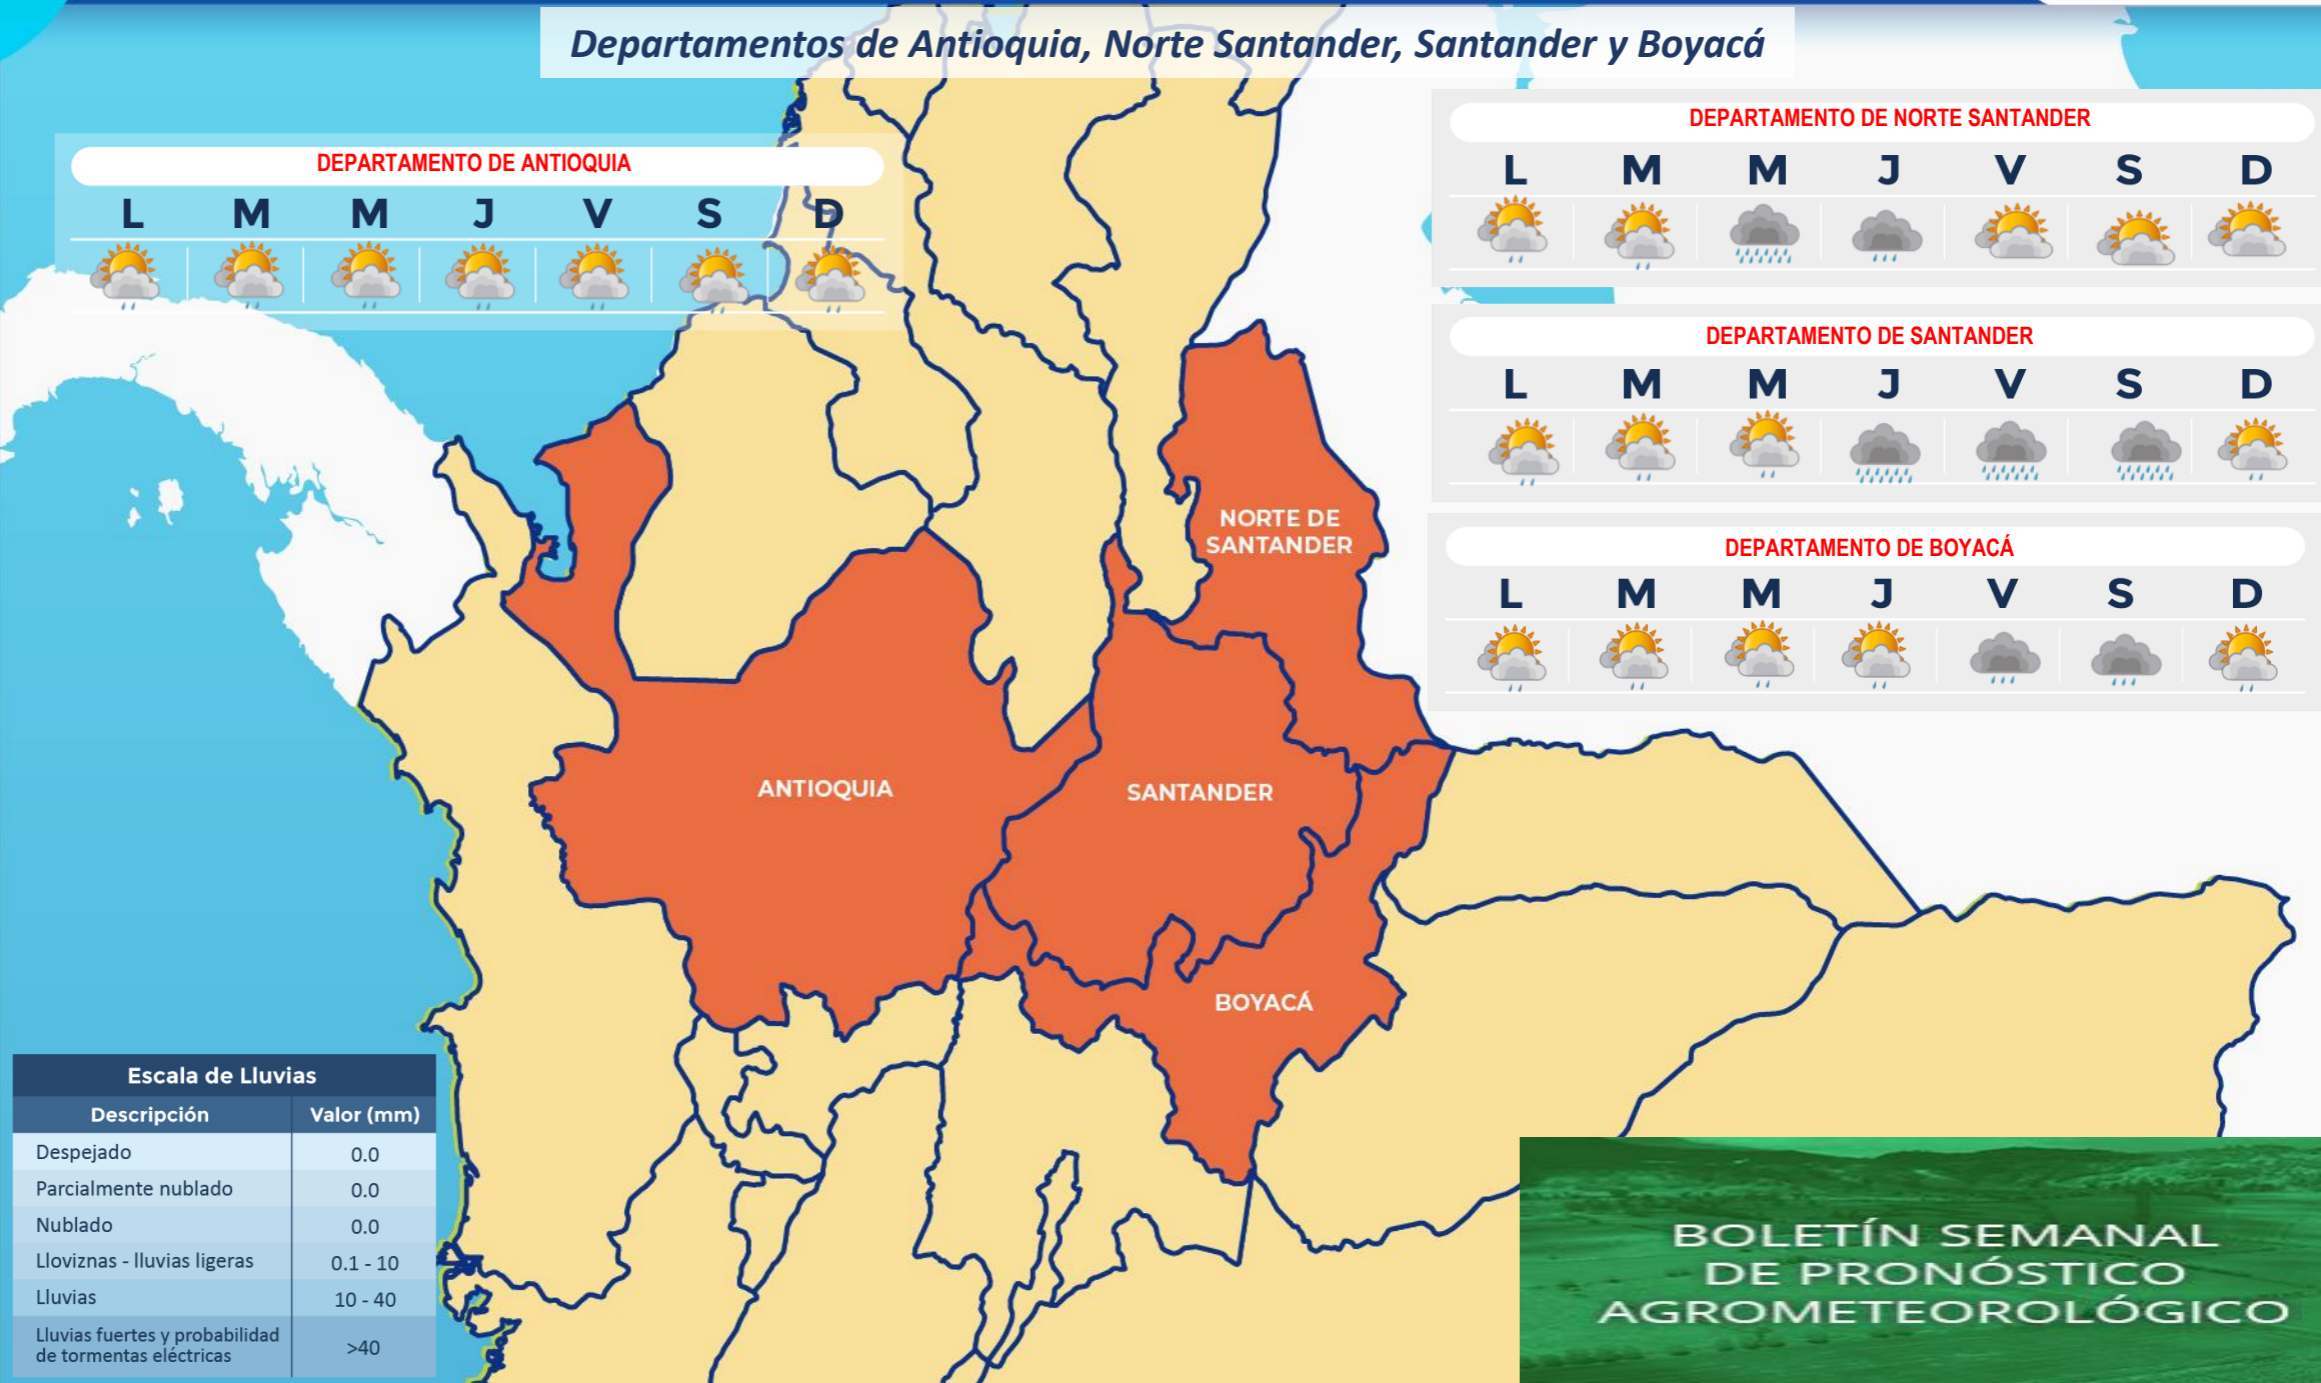 Departamentos de Antioquia, Norte Santander, Santander y Boyacá
DEPARTAMENTO DE ANTIOQUIA
L M M J V S D
DEPARTAMENTO DE NORTE SANTANDER
L M M J V S D
DEPARTAMENTO DE SANTANDER
L M M J V S D
DEPARTAMENTO DE BOYACÁ
L M M J V S D
NORTE DE
SANTANDER
ANTIOQUIA
SANTANDER
BOYACÁ
Escala de Lluvias
Descripción Valor (mm)
Despejado 0.0
Parcialmente nublado 0.0
Nublado 0.0
Lloviznas - lluvias ligeras 0.1 - 10
Lluvias 10 - 40
Lluvias fuertes y probabilidad
de tormentas eléctricas >40
BOLETÍN SEMANAL
DE PRONÓSTICO
AGROMETEOROLÓGICO